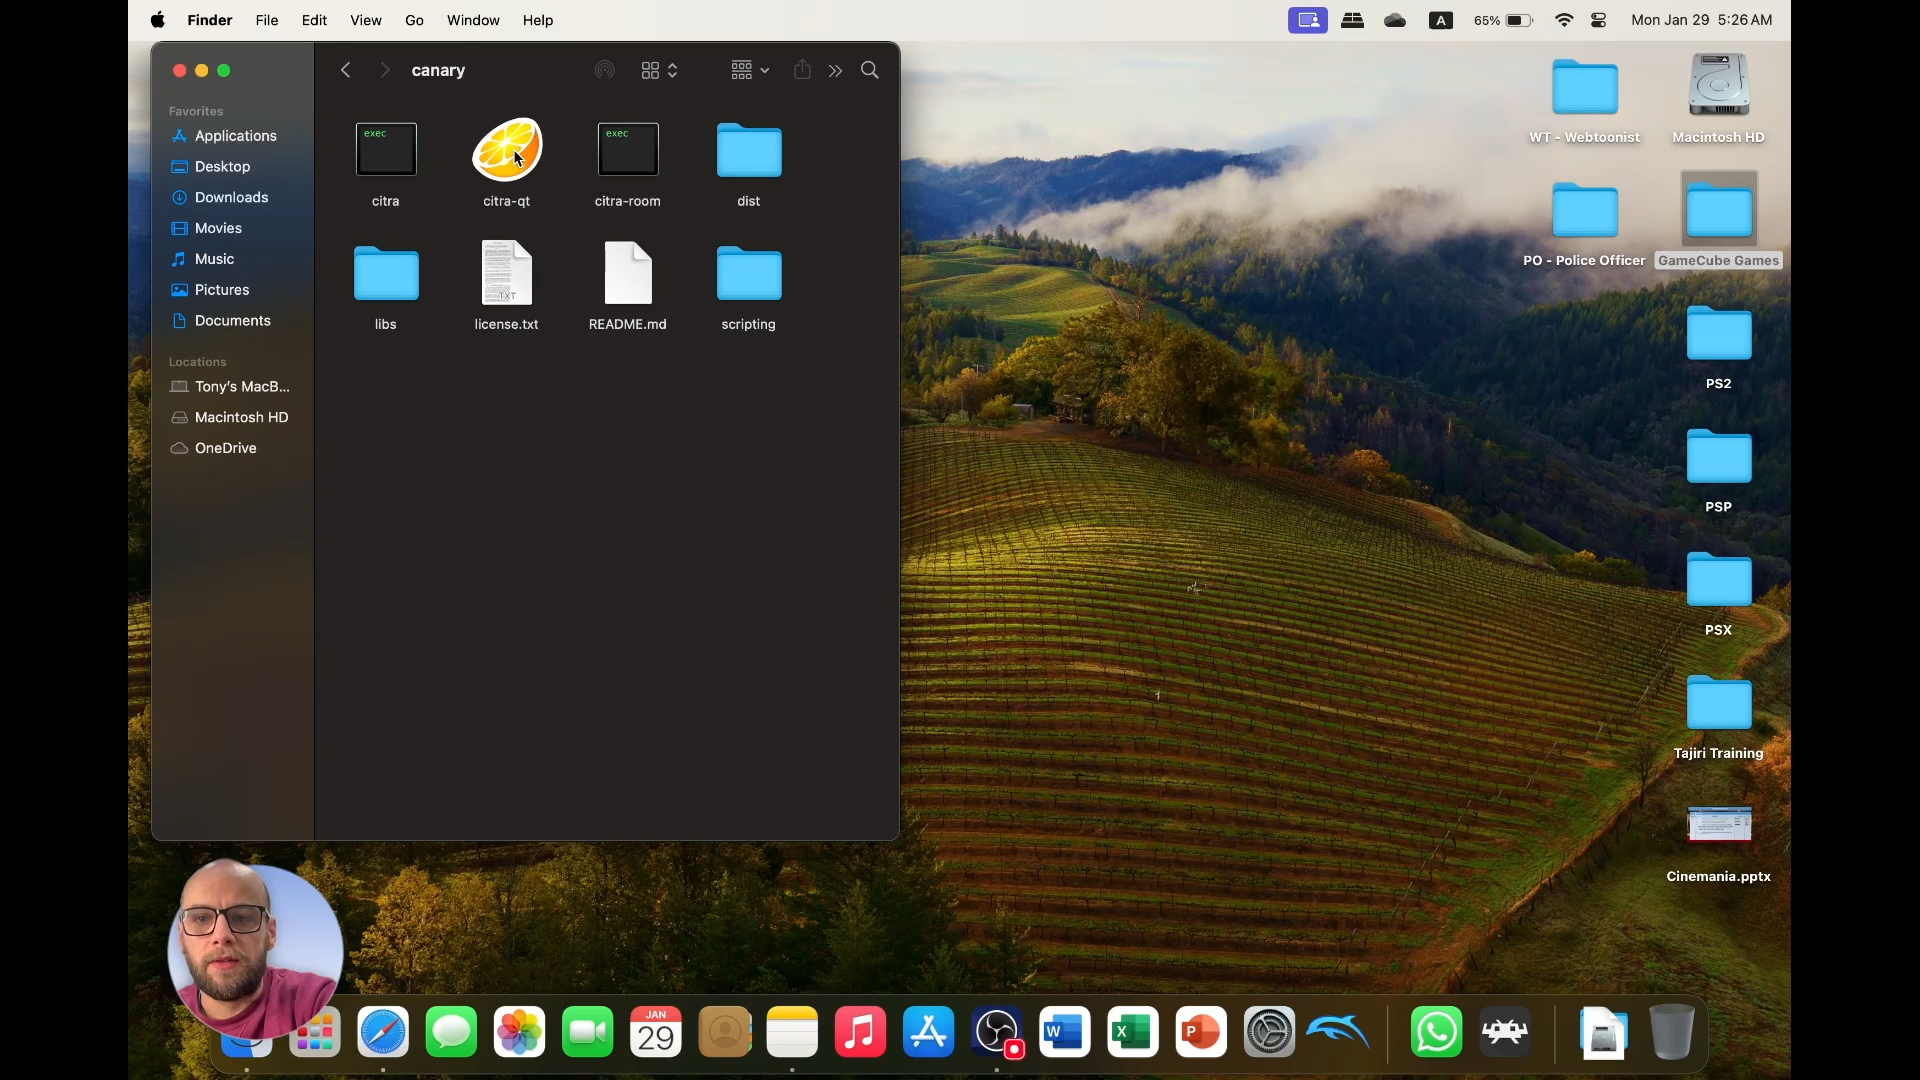 Finder File Edit View Go Window Help
A 65% Mon Jan 29 5:26 AM
canary
Favorites
Applications
Desktop
Downloads
Movies
Music
Pictures
Documents
Locations
Tony's MacB...
Macintosh HD
OneDrive
exec
exec
citra
citra-qt
citra-room
dist
TXT
libs
license.txt
README.md
scripting
WT - Webtoonist
Macintosh HD
PO - Police Officer
GameCube Games
PS2
PSP
PSX
Tajiri Training
Cinemania.pptx
JAN
29
W
X
P